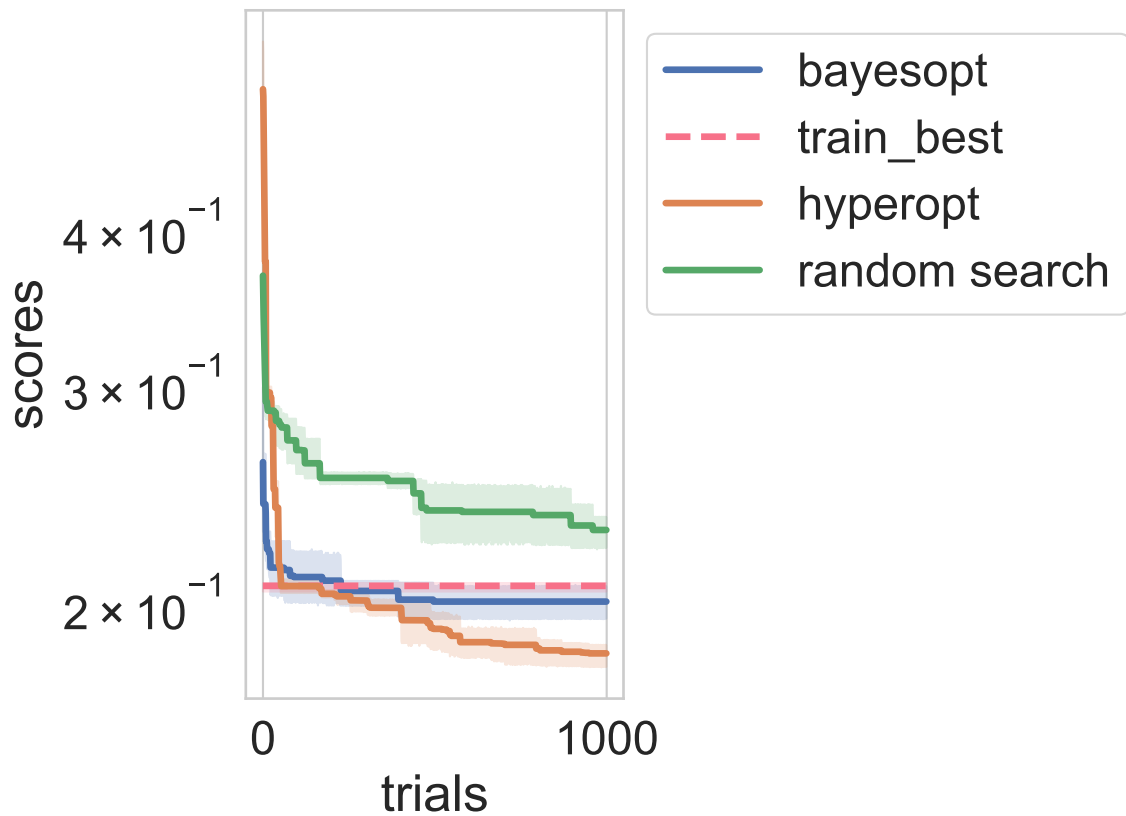 bayesopt
train_best
hyperopt
random search
4 × 10⁻¹
3 × 10⁻¹
2 × 10⁻¹
scores
0
1000
trials